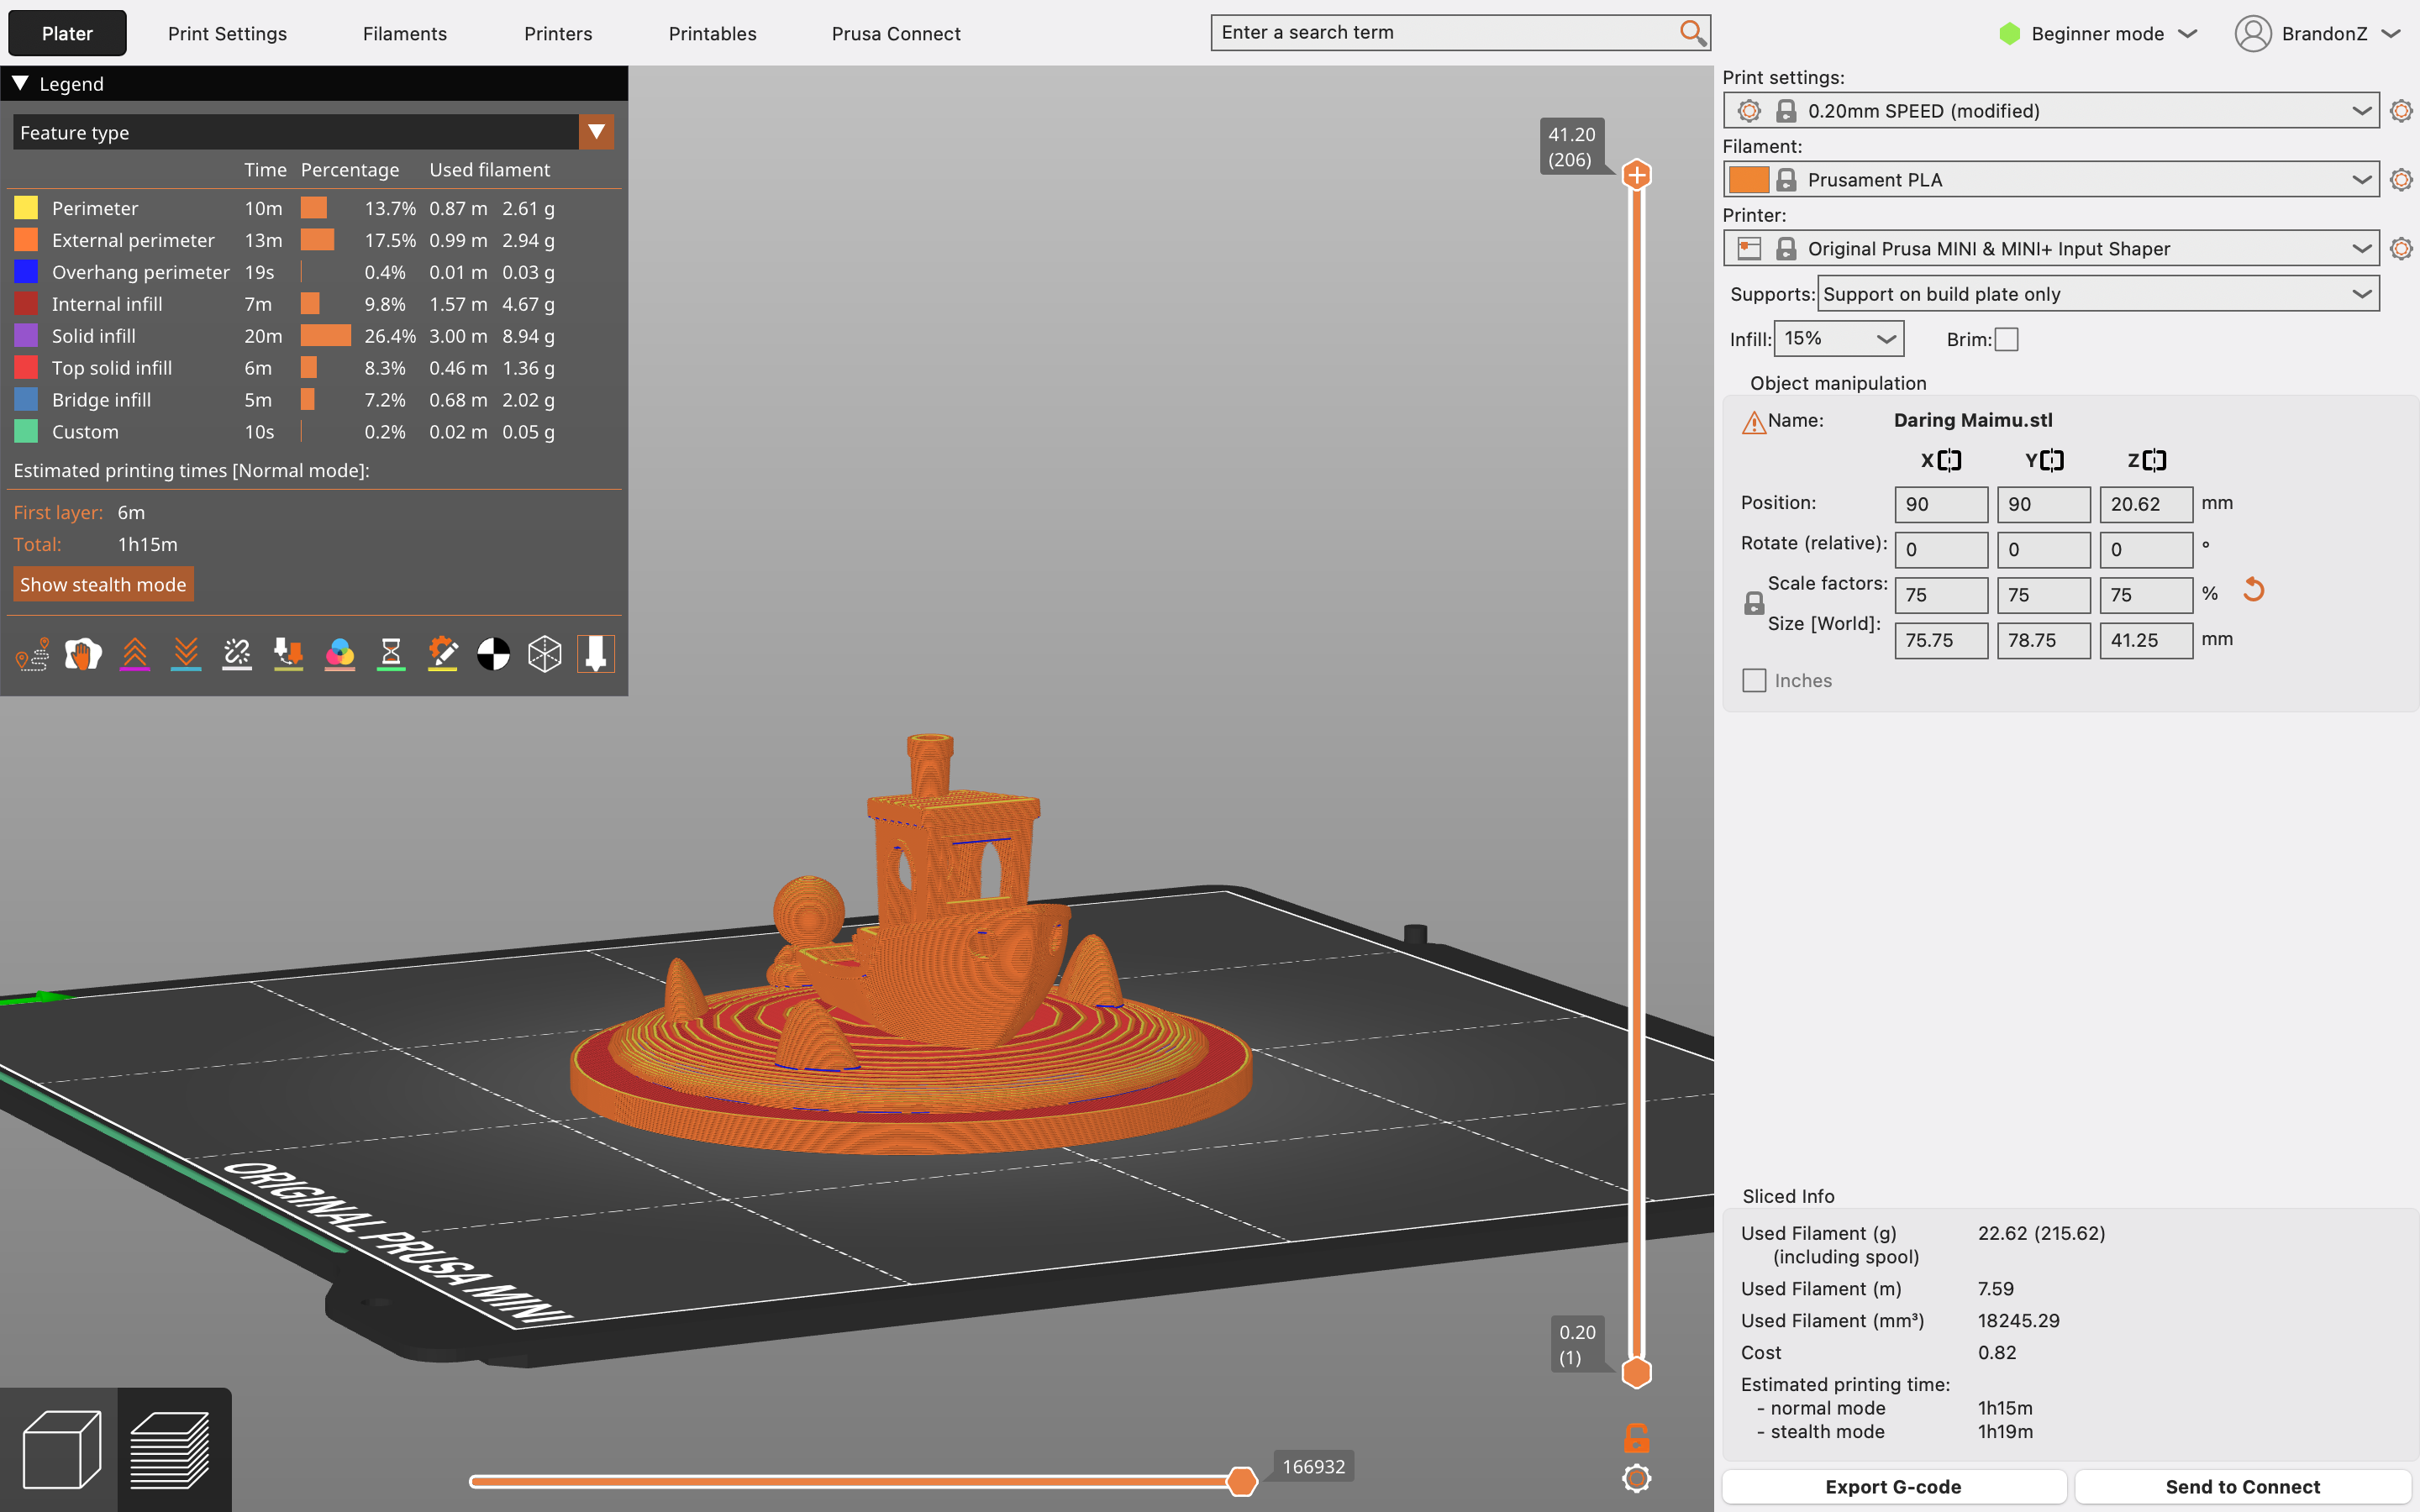 Plater Print Settings Filaments Printers Printables Prusa Connect Enter a search term Beginner mode BrandonZ
Legend
Feature type
Time Percentage Used filament
Perimeter 10m 13.7% 0.87 m 2.61 g
External perimeter 13m 17.5% 0.99 m 2.94 g
Overhang perimeter 19s 0.4% 0.01 m 0.03 g
Internal infill 7m 9.8% 1.57 m 4.67 g
Solid infill 20m 26.4% 3.00 m 8.94 g
Top solid infill 6m 8.3% 0.46 m 1.36 g
Bridge infill 5m 7.2% 0.68 m 2.02 g
Custom 10s 0.2% 0.02 m 0.05 g
Estimated printing times [Normal mode]:
First layer: 6m
Total: 1h15m
Show stealth mode
41.20
(206)
ORIGINAL PRUSA MINI
0.20
(1)
166932
Print settings:
0.20mm SPEED (modified)
Filament:
Prusament PLA
Printer:
Original Prusa MINI & MINI+ Input Shaper
Supports: Support on build plate only
Infill: 15% Brim:
Object manipulation
Name: Daring Maimu.stl
X Y Z
Position: 90 90 20.62 mm
Rotate (relative): 0 0 0 °
Scale factors: 75 75 75 %
Size [World]: 75.75 78.75 41.25 mm
Inches
Sliced Info
Used Filament (g) 22.62 (215.62)
(including spool)
Used Filament (m) 7.59
Used Filament (mm³) 18245.29
Cost 0.82
Estimated printing time:
- normal mode 1h15m
- stealth mode 1h19m
Export G-code Send to Connect